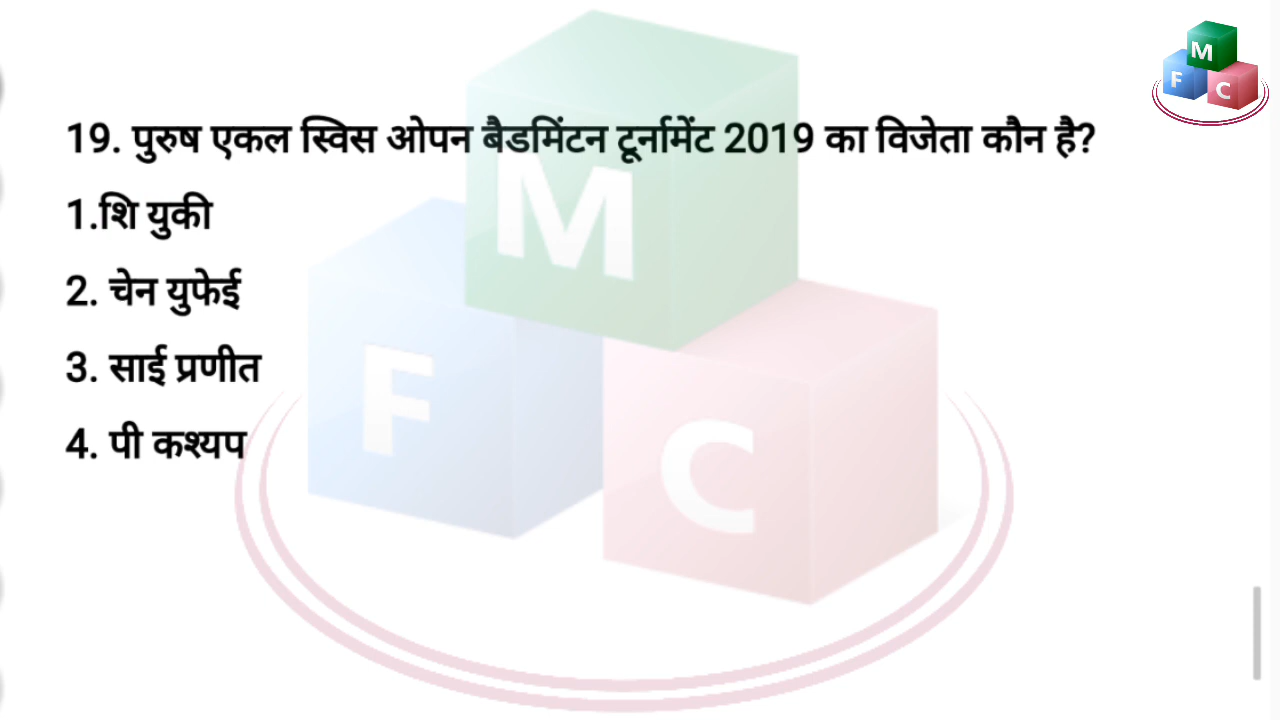 19. पुरुष एकल स्विस ओपन बैडमिंटन टूर्नामेंट 2019 का विजेता कौन है?
1.शि युकी
2. चेन युफेई
3. साई प्रणीत
4. पी कश्यप
M
F
C
M
F
C